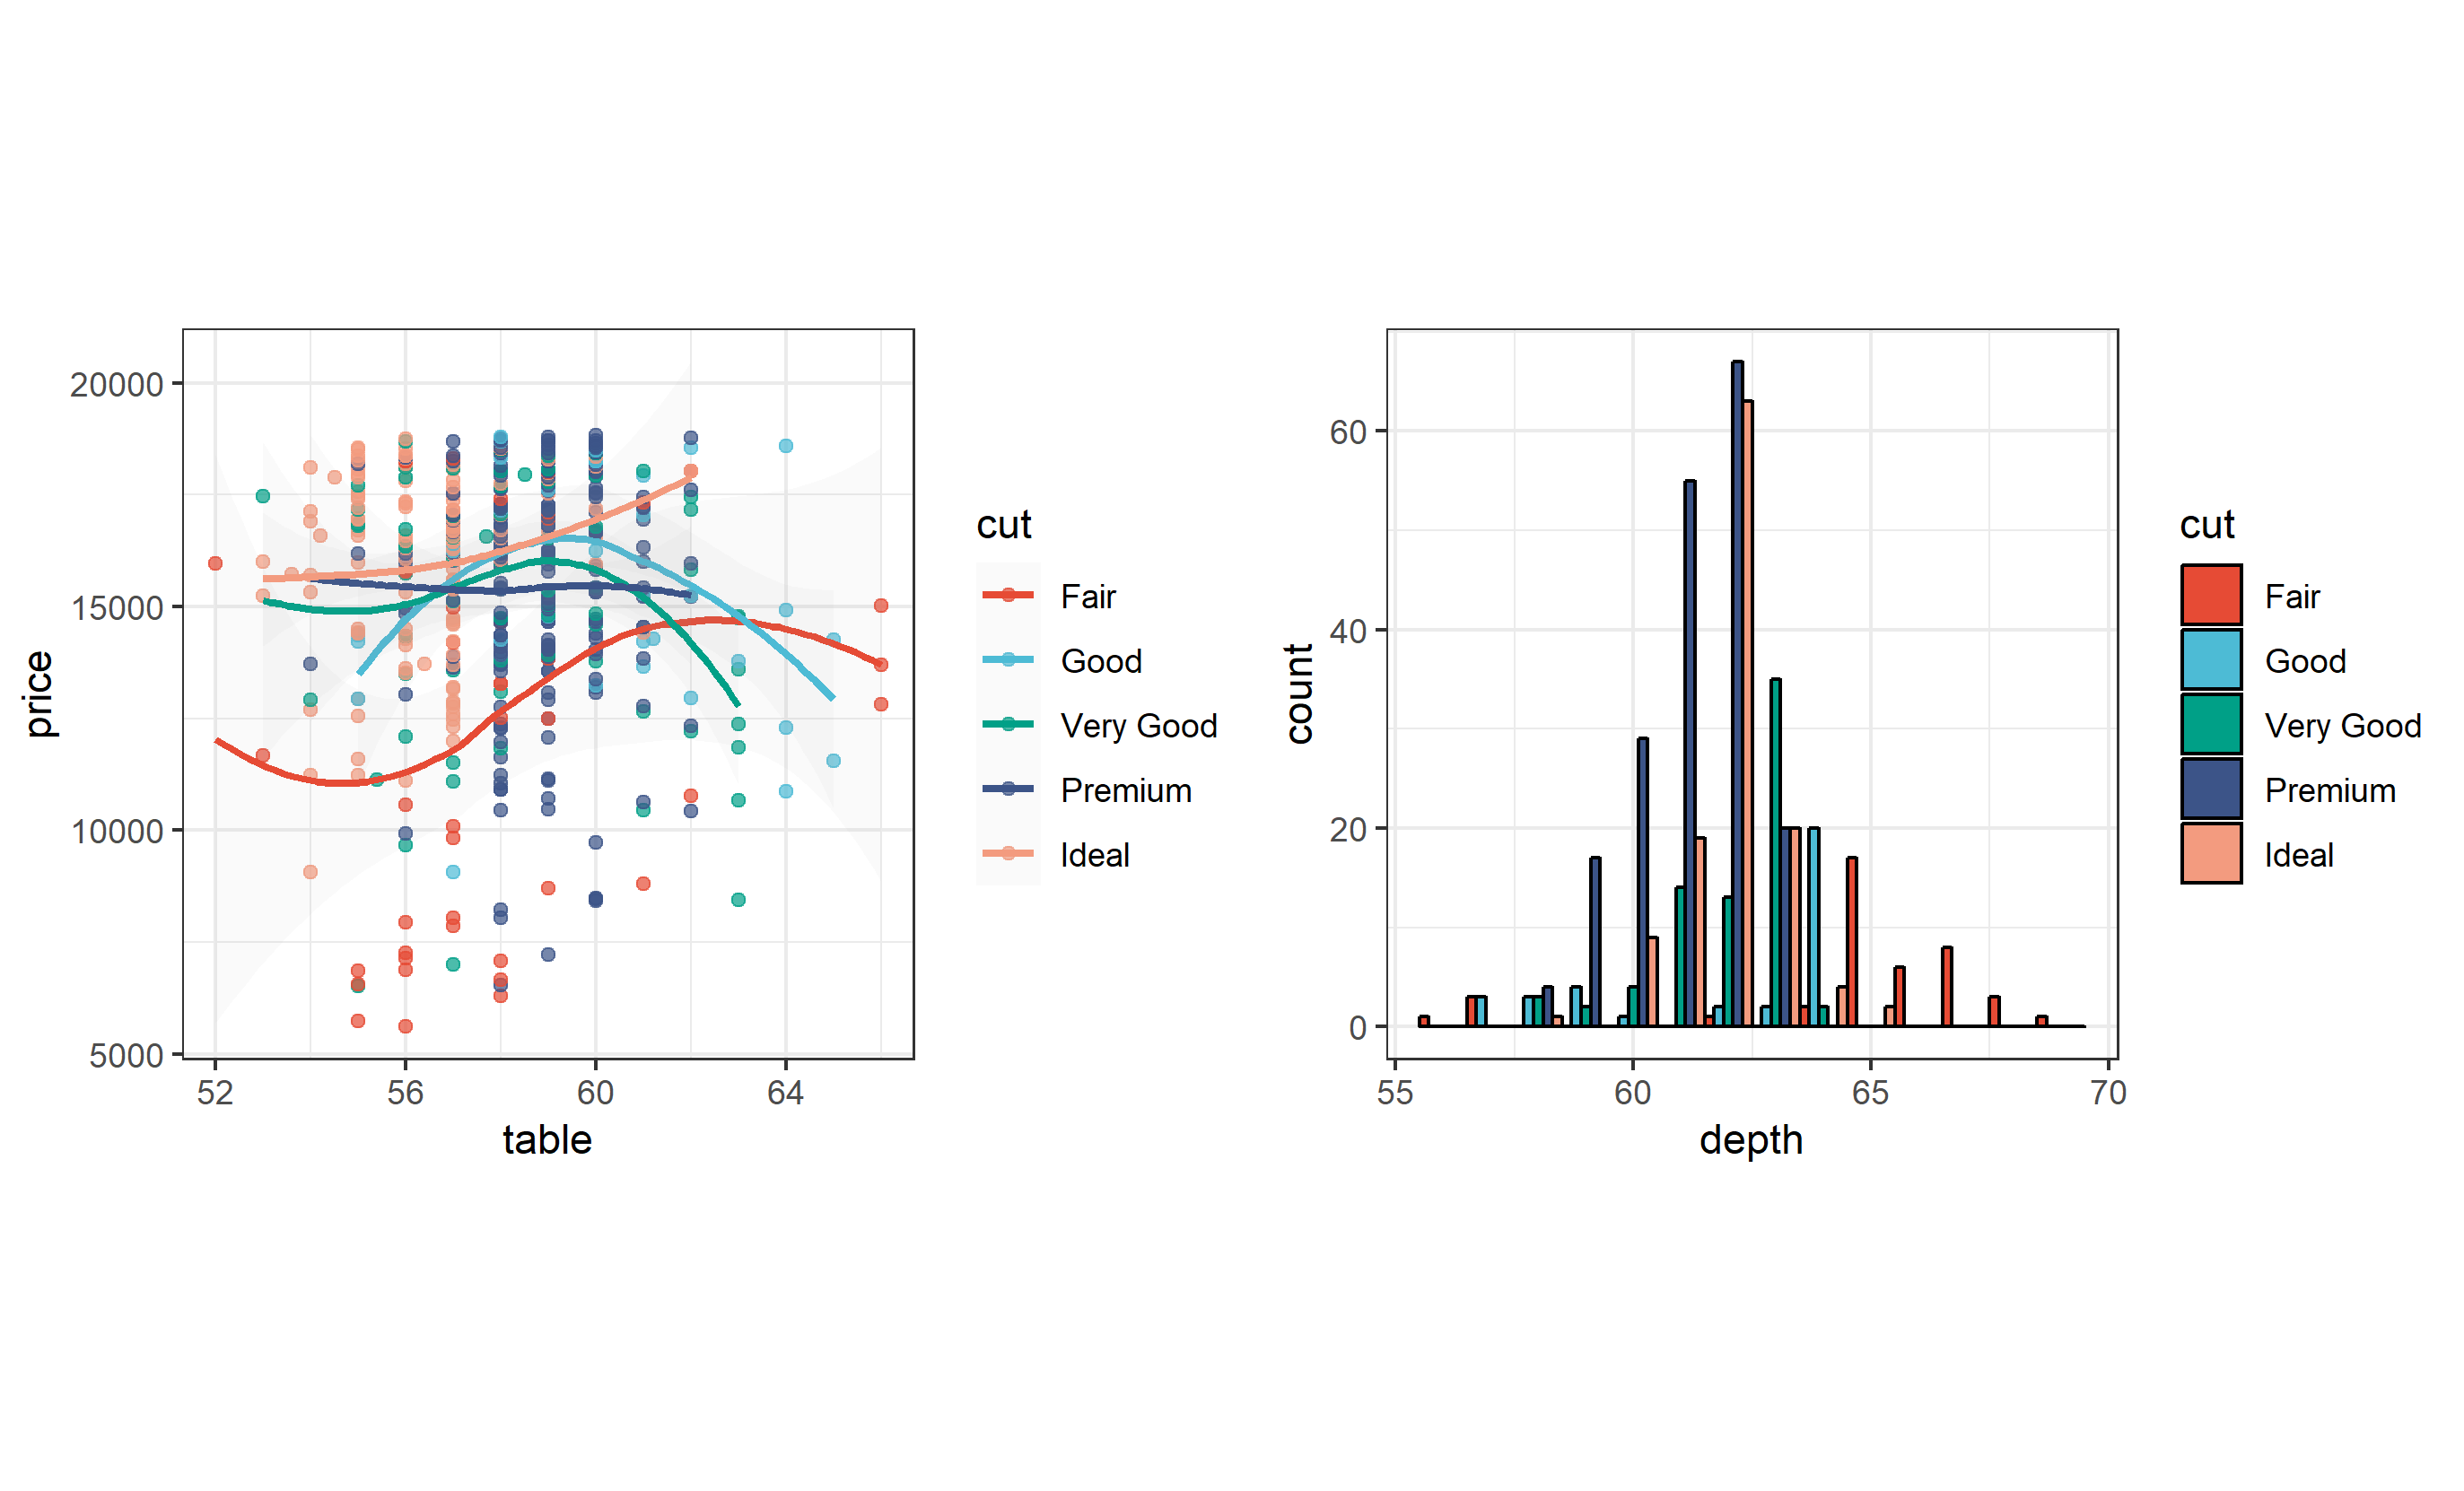 price
20000
15000
10000
5000
52 56 60 64
table
cut
Fair
Good
Very Good
Premium
Ideal
count
60
40
20
0
55 60 65 70
depth
cut
Fair
Good
Very Good
Premium
Ideal